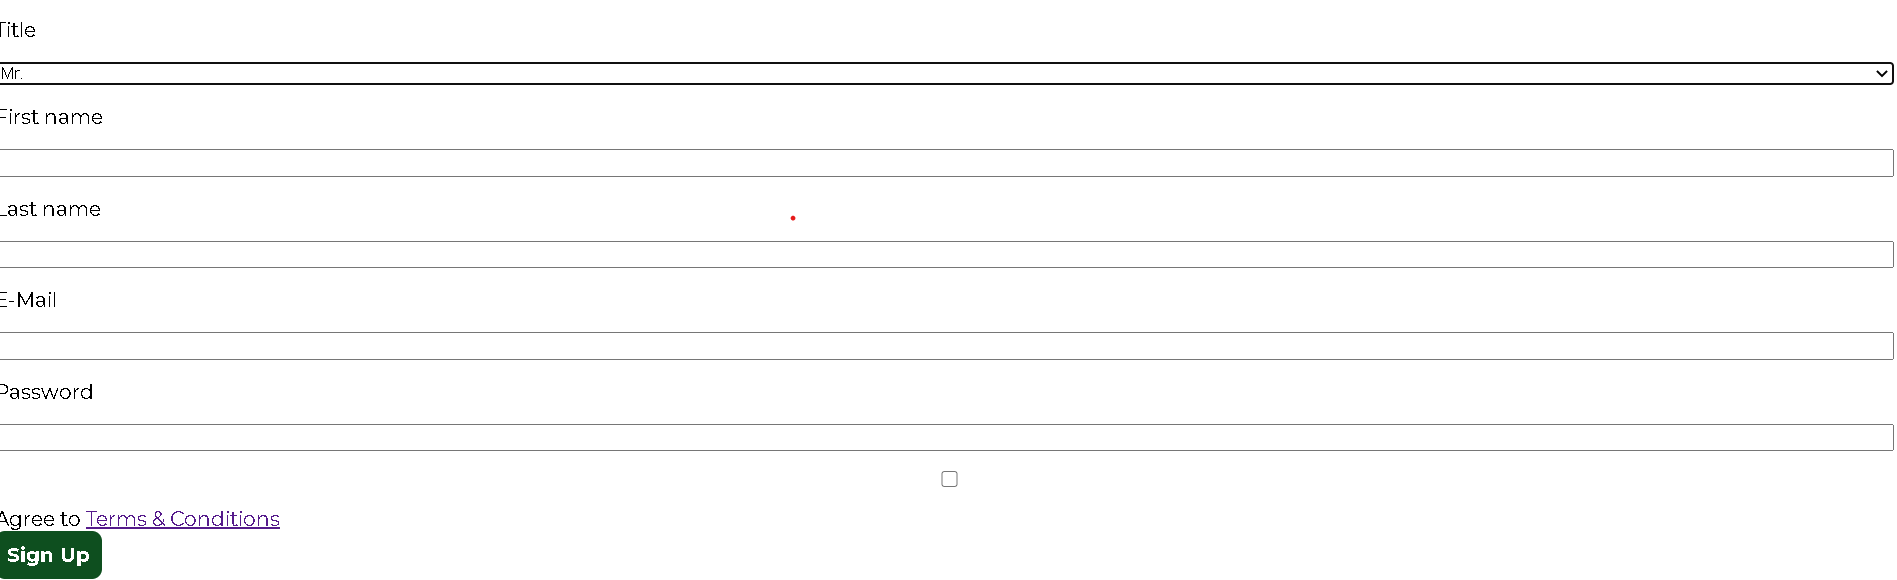 Title
Mr.
First name
Last name
E-Mail
Password
Agree to Terms & Conditions
Sign Up